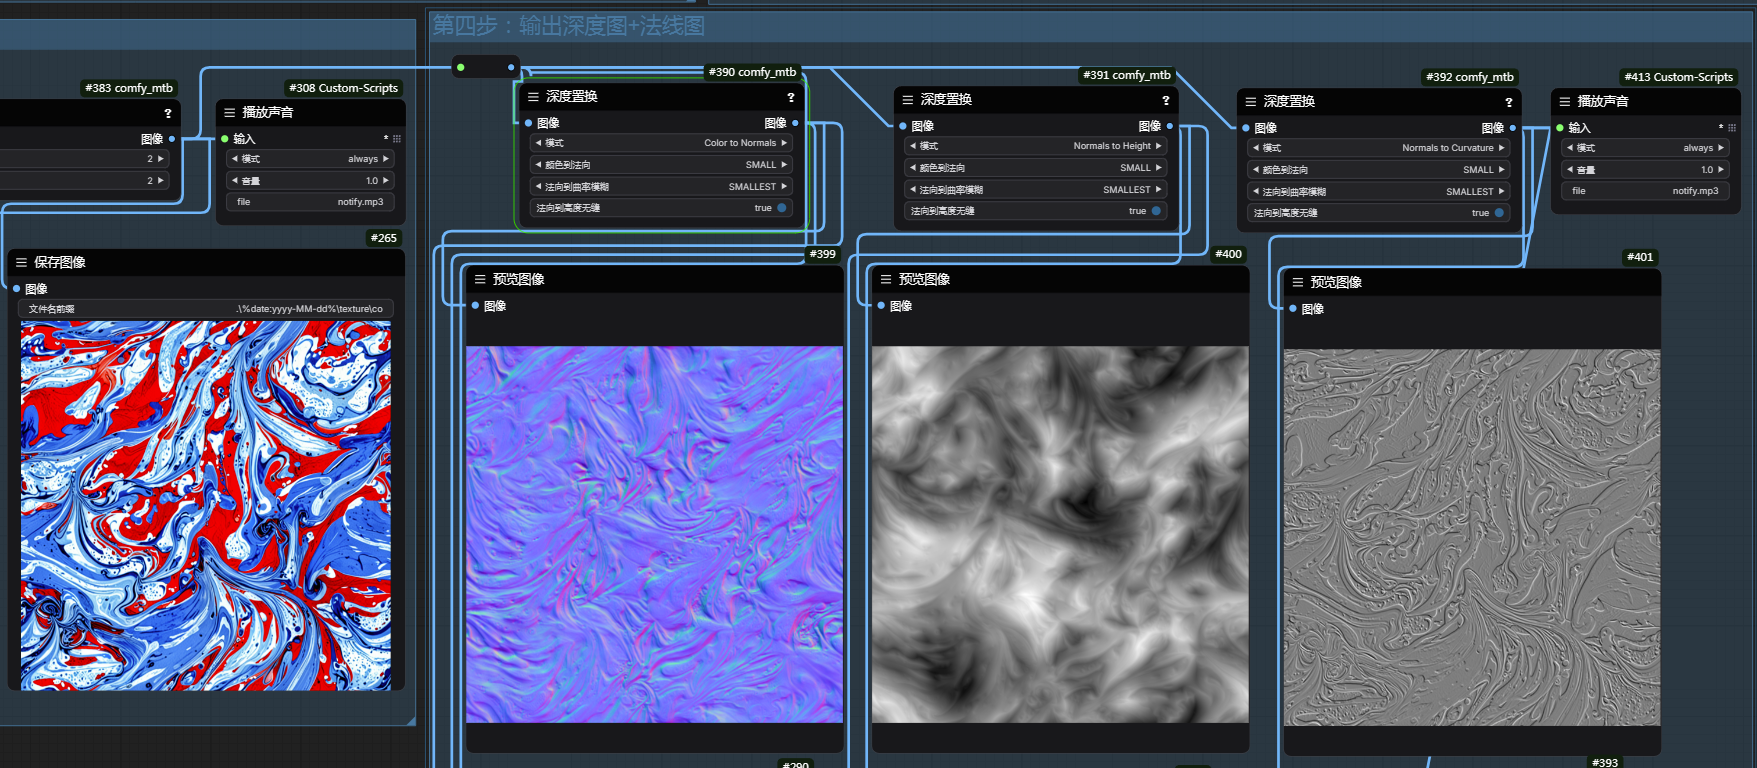 第四步：输出深度图+法线图
#383 comfy_mtb
?
图像
2
2
#308 Custom-Scripts
播放声音
输入
*
模式 always
音量 1.0
file notify.mp3
#265
保存图像
图像
文件名前缀 .\%date:yyyy-MM-dd%\texture\co
#390 comfy_mtb
深度置换 ?
图像 图像
模式 Color to Normals
颜色到法向 SMALL
法向到曲率模糊 SMALLEST
法向到高度无缝 true
#399
预览图像
图像
#290
#391 comfy_mtb
深度置换 ?
图像 图像
模式 Normals to Height
颜色到法向 SMALL
法向到曲率模糊 SMALLEST
法向到高度无缝 true
#400
预览图像
图像
#392 comfy_mtb
深度置换 ?
图像 图像
模式 Normals to Curvature
颜色到法向 SMALL
法向到曲率模糊 SMALLEST
法向到高度无缝 true
#401
预览图像
图像
#393
#413 Custom-Scripts
播放声音
输入
*
模式 always
音量 1.0
file notify.mp3